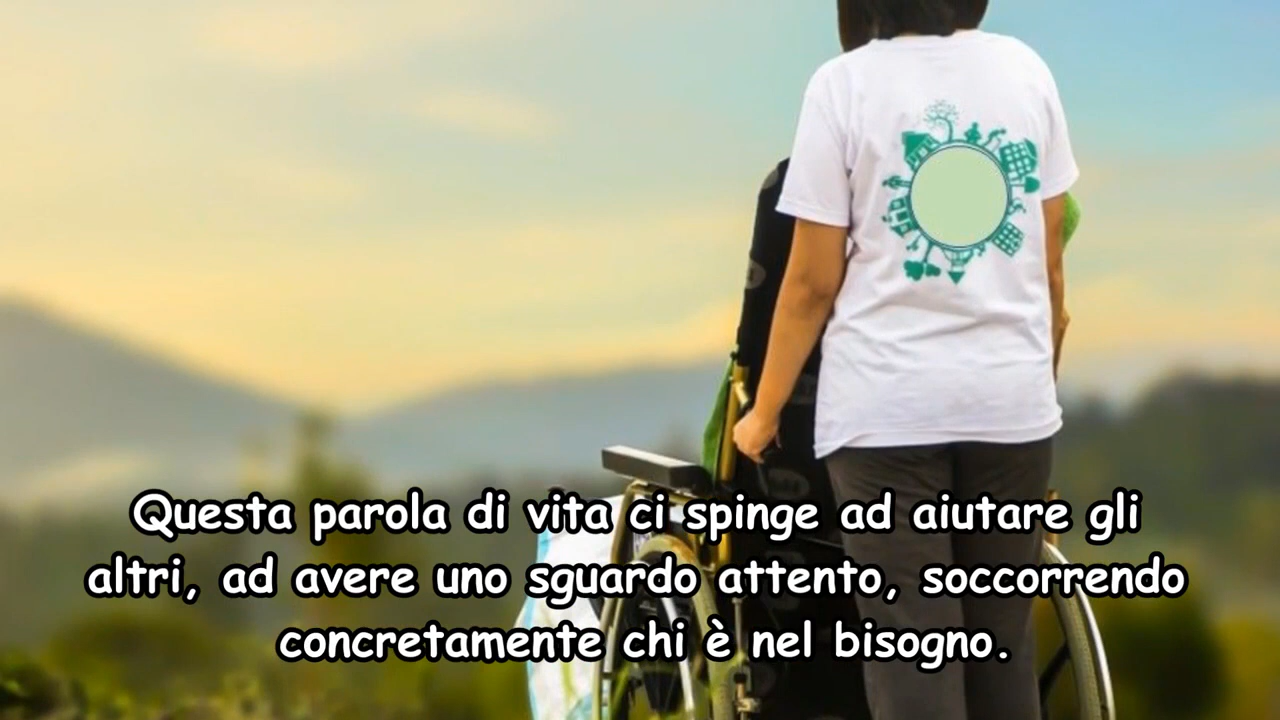 Questa parola di vita ci spinge ad aiutare gli
altri, ad avere uno sguardo attento, soccorrendo
concretamente chi è nel bisogno.